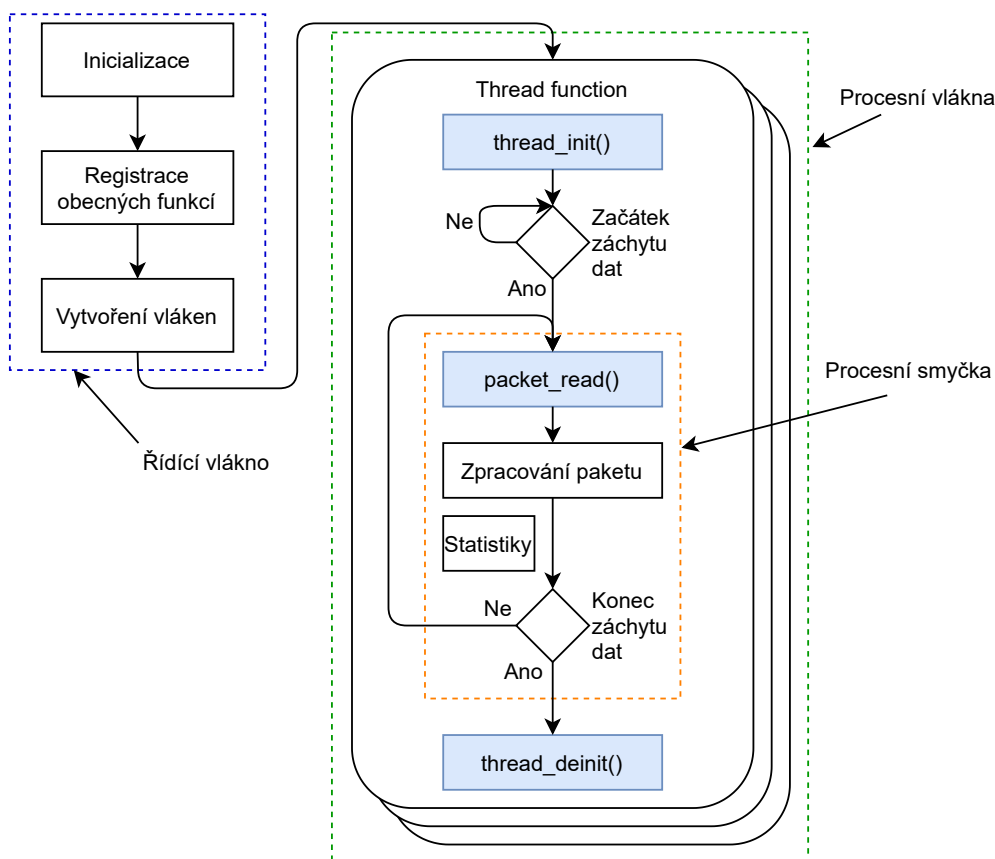 Inicializace
Registrace
obecných funkcí
Vytvoření vláken
Řídící vlákno
Thread function
thread_init()
Ne
Začátek
záchytu
dat
Ano
packet_read()
Zpracování paketu
Statistiky
Ne
Konec
záchytu
dat
Ano
thread_deinit()
Procesní vlákna
Procesní smyčka